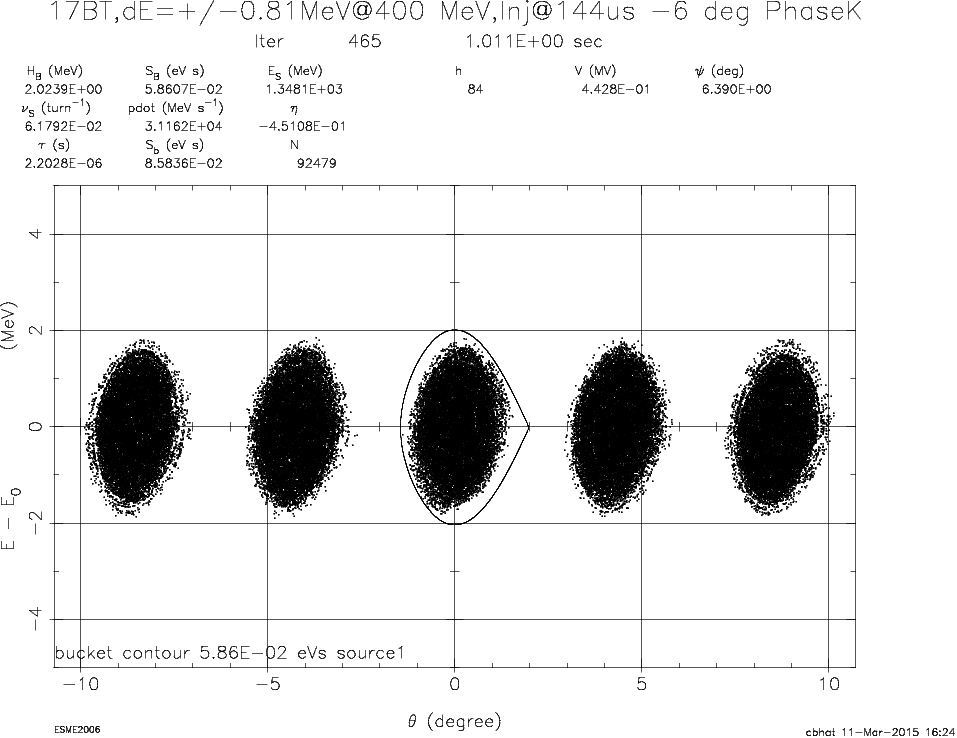 17BT,dE=+/-0.81MeV@400 MeV,Inj@144us -6 deg PhaseK
Iter 465 1.011E+00 sec
H_B (MeV) S_B (eV s) E_S (MeV) h V (MV) ψ (deg)
2.0239E+00 5.8607E-02 1.3481E+03 84 4.428E-01 6.390E+00
ν_S (turn⁻¹) pdot (MeV s⁻¹) η
6.1792E-02 3.1162E+04 -4.5108E-01
τ (s) S_b (eV s) N
2.2028E-06 8.5836E-02 92479
E - E_0 (MeV)
4
2
0
-2
-4
bucket contour 5.86E-02 eVs source1
-10 -5 0 5 10
θ (degree)
ESME2006 cbhat 11-Mar-2015 16:24